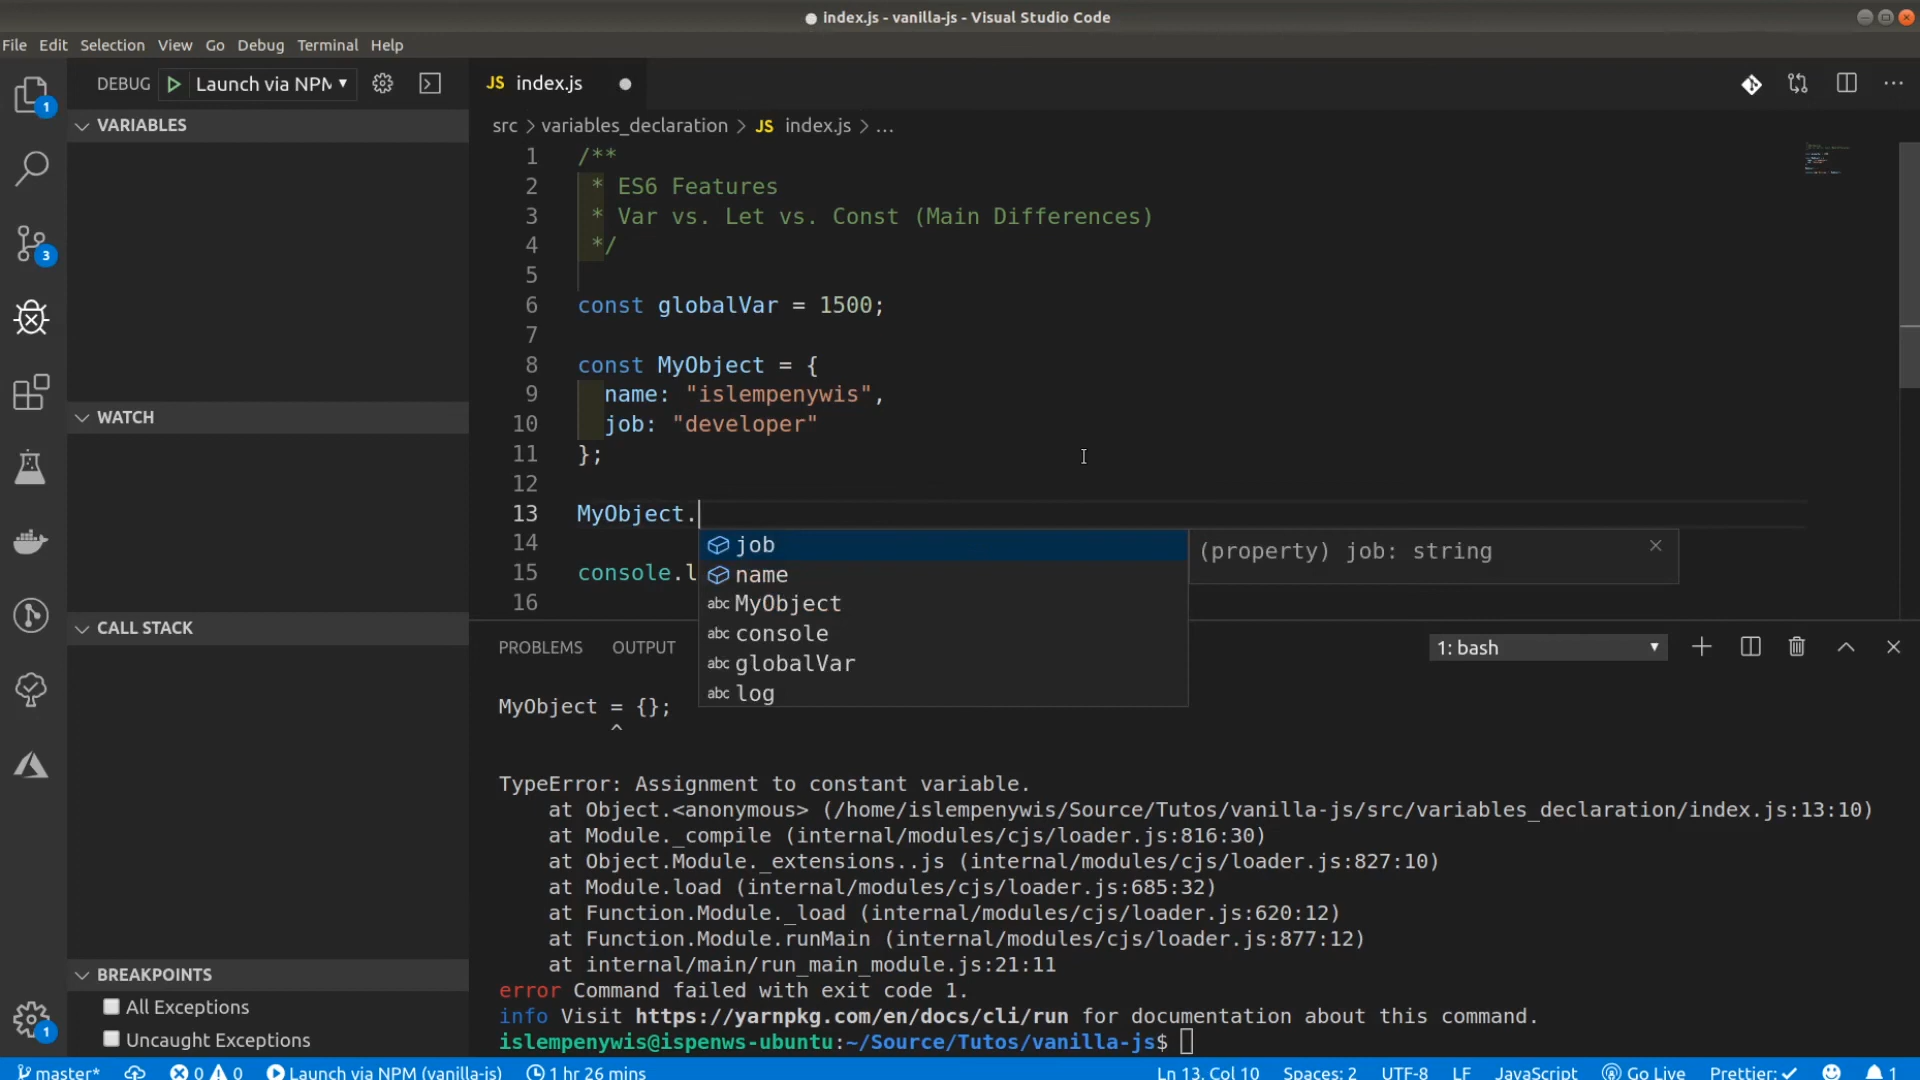 index.js - vanilla-js - Visual Studio Code
File Edit Selection View Go Debug Terminal Help
DEBUG Launch via NPM
JS index.js
VARIABLES
src > variables_declaration > JS index.js > ...
1 /**
2 * ES6 Features
3 * Var vs. Let vs. Const (Main Differences)
4 */
5
6 const globalVar = 1500;
7
8 const MyObject = {
9 name: "islempenywis",
10 job: "developer"
11 };
12
13 MyObject.
14
15 console.l
16
job
name
abc MyObject
abc console
abc globalVar
abc log
(property) job: string
WATCH
CALL STACK
BREAKPOINTS
All Exceptions
Uncaught Exceptions
1
3
1
PROBLEMS OUTPUT
1: bash
MyObject = {};
^
TypeError: Assignment to constant variable.
at Object.<anonymous> (/home/islempenywis/Source/Tutos/vanilla-js/src/variables_declaration/index.js:13:10)
at Module._compile (internal/modules/cjs/loader.js:816:30)
at Object.Module._extensions..js (internal/modules/cjs/loader.js:827:10)
at Module.load (internal/modules/cjs/loader.js:685:32)
at Function.Module._load (internal/modules/cjs/loader.js:620:12)
at Function.Module.runMain (internal/modules/cjs/loader.js:877:12)
at internal/main/run_main_module.js:21:11
error Command failed with exit code 1.
info Visit https://yarnpkg.com/en/docs/cli/run for documentation about this command.
islempenywis@ispenws-ubuntu:~/Source/Tutos/vanilla-js$
master* 0 0 Launch via NPM (vanilla-js) 1 hr 26 mins Ln 13, Col 10 Spaces: 2 UTF-8 LF JavaScript Go Live Prettier: ✓ 1